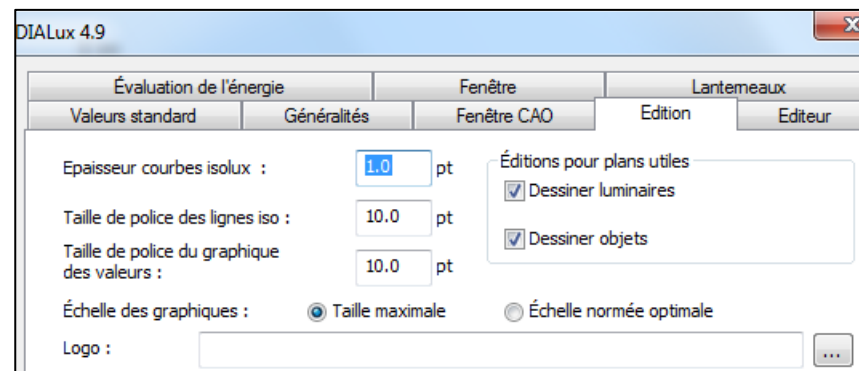 DIALux 4.9
Évaluation de l'énergie Fenêtre Lanterneaux
Valeurs standard Généralités Fenêtre CAO Edition Editeur
Epaisseur courbes isolux : 1.0 pt Éditions pour plans utiles
Dessiner luminaires
Taille de police des lignes iso : 10.0 pt
Dessiner objets
Taille de police du graphique
des valeurs : 10.0 pt
Échelle des graphiques : Taille maximale Échelle normée optimale
Logo : ...